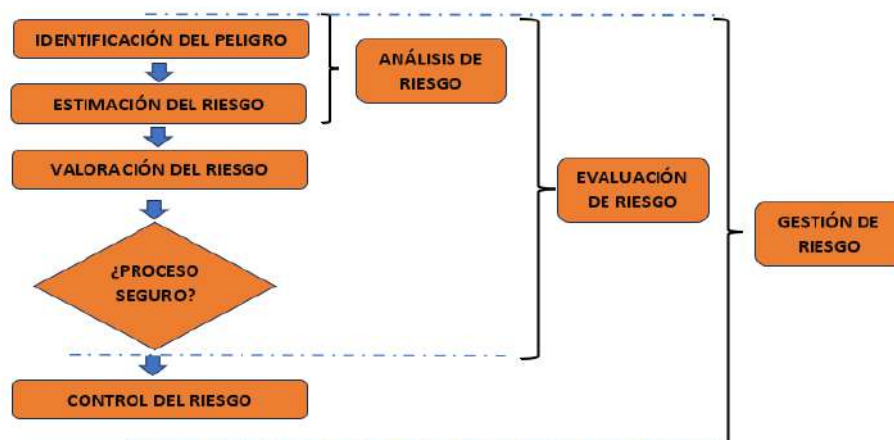 IDENTIFICACIÓN DEL PELIGRO
ESTIMACIÓN DEL RIESGO
VALORACIÓN DEL RIESGO
¿PROCESO
SEGURO?
CONTROL DEL RIESGO
ANÁLISIS DE
RIESGO
EVALUACIÓN
DE RIESGO
GESTIÓN DE
RIESGO